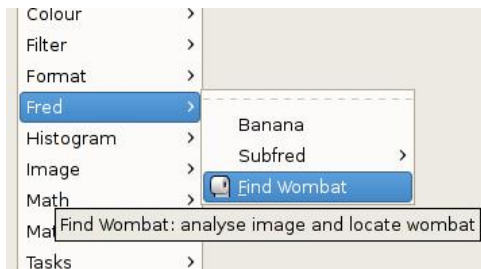 Colour
Filter
Format
Fred
Histogram
Image
Math
Mat
Tasks
Banana
Subfred
Find Wombat
Find Wombat: analyse image and locate wombat